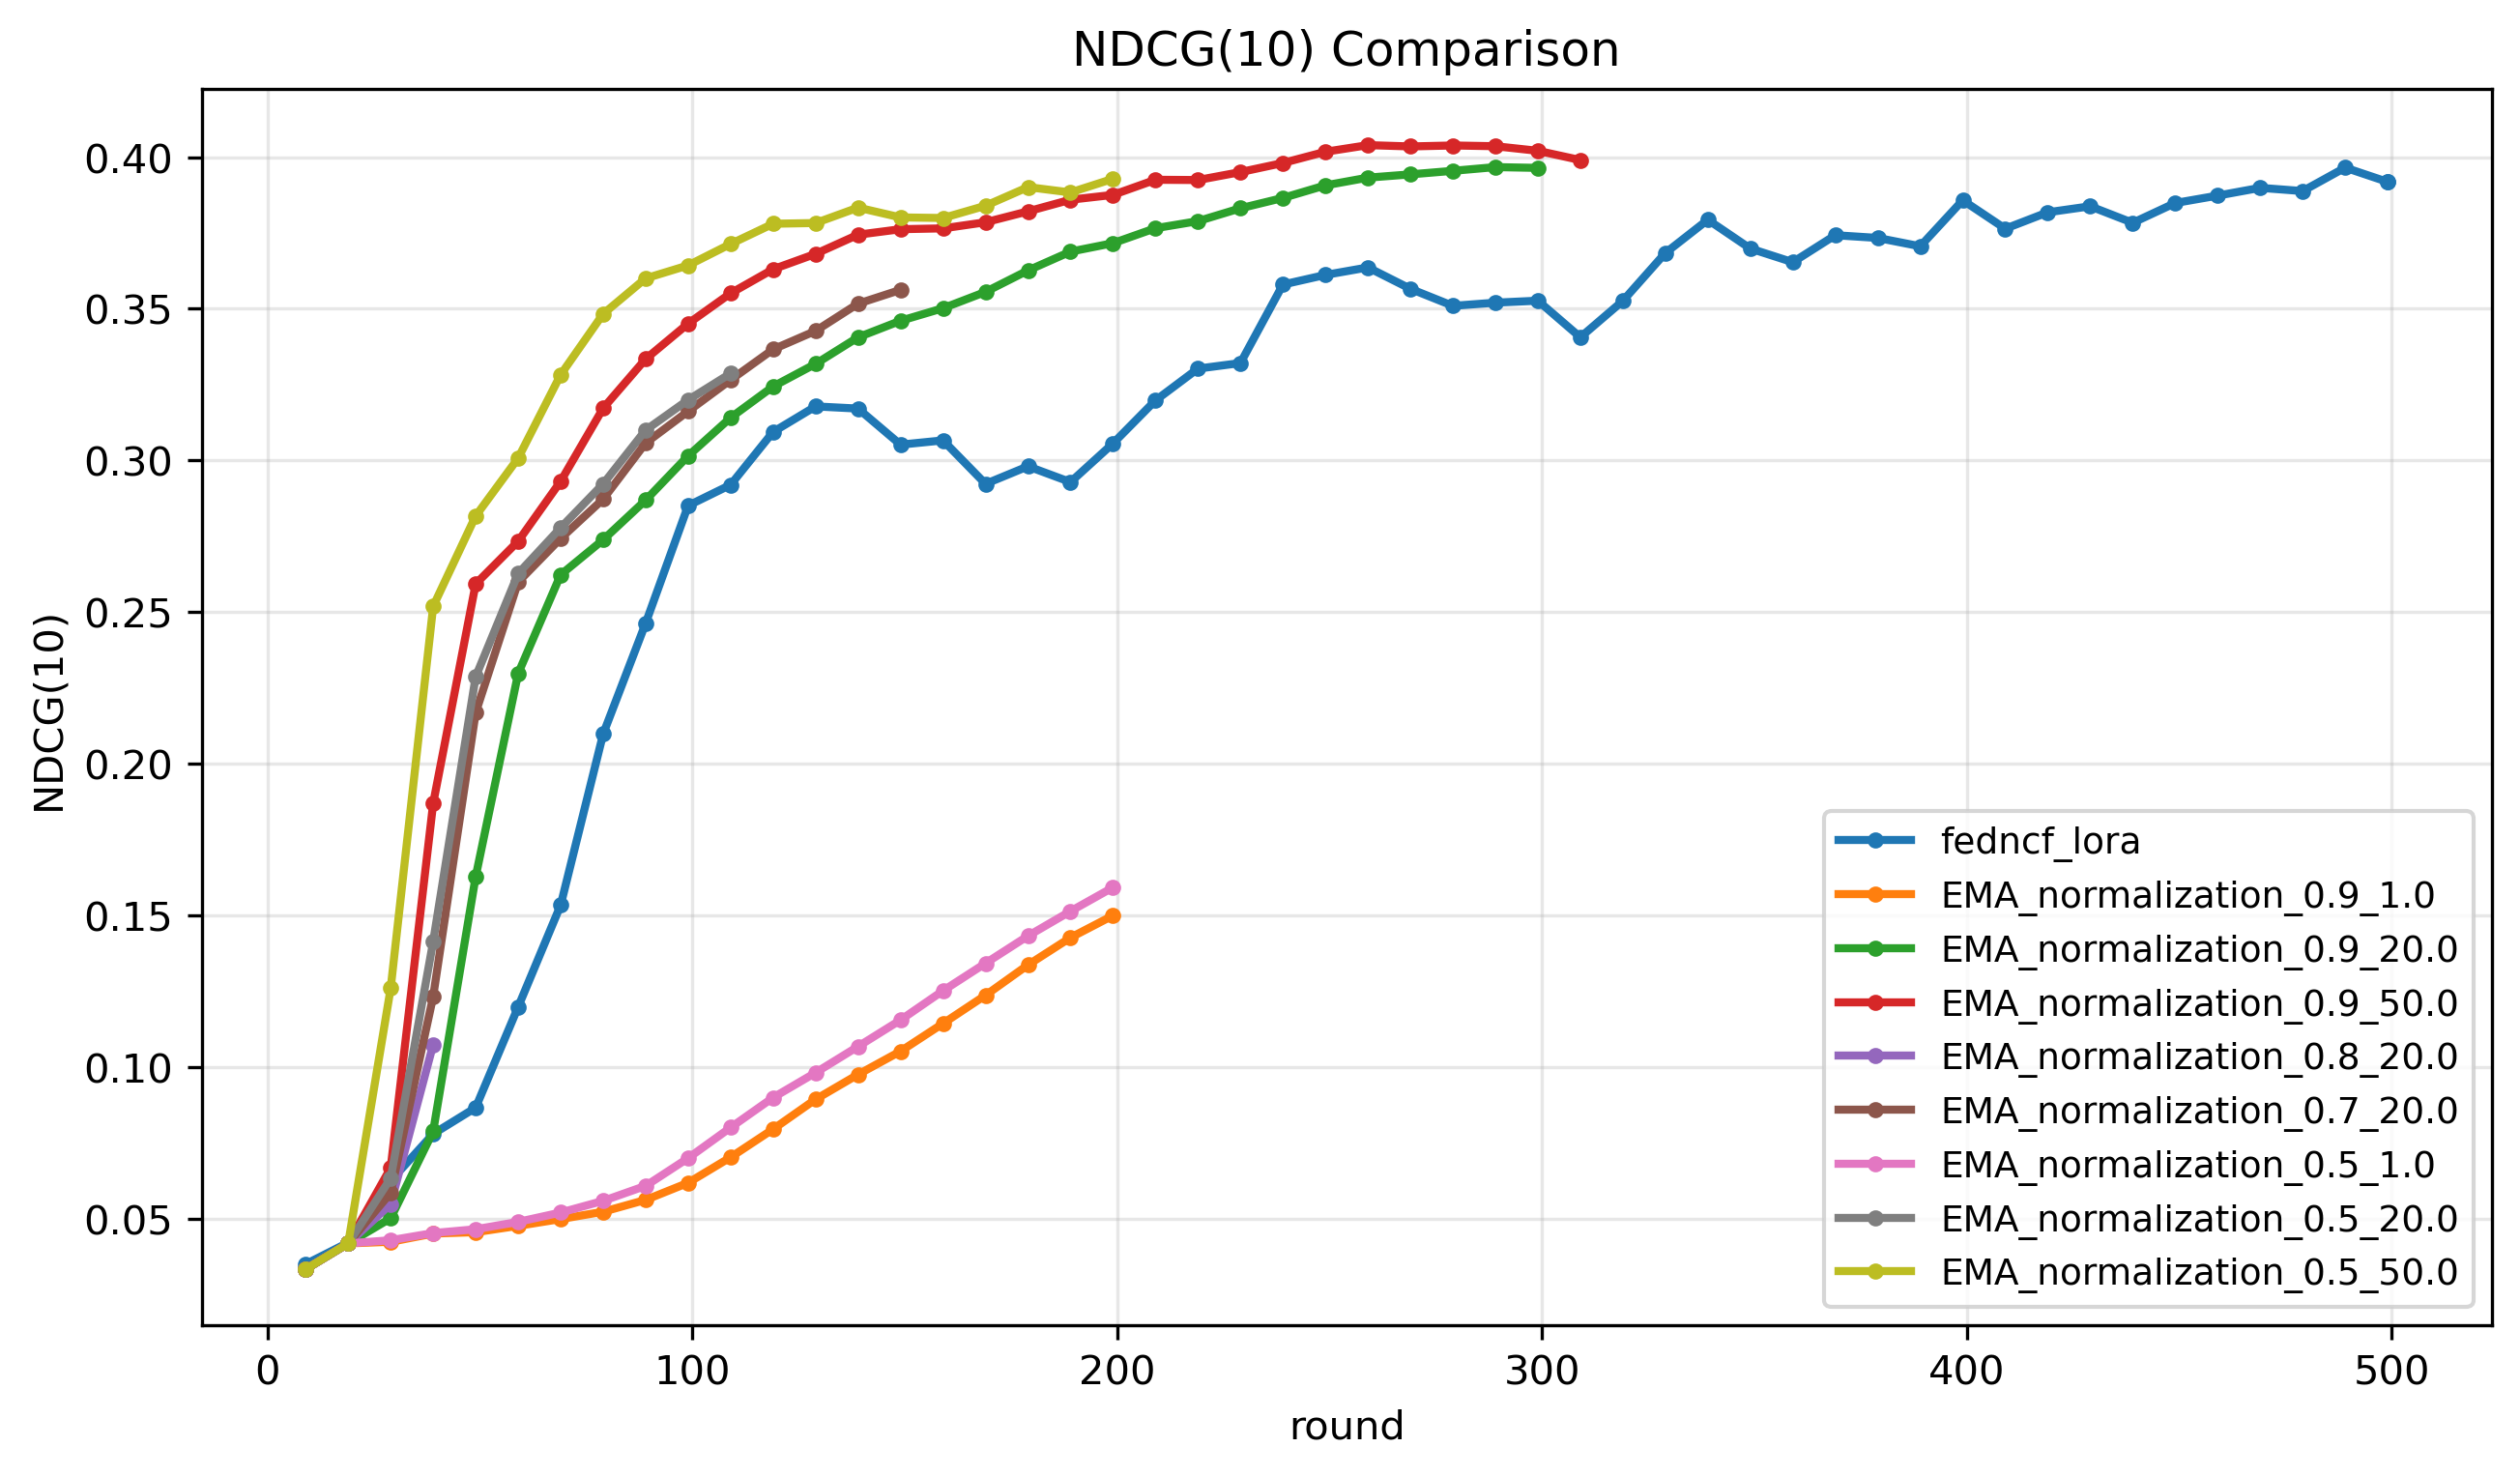 NDCG(10) Comparison
NDCG(10)
0.40
0.35
0.30
0.25
0.20
0.15
0.10
0.05
0 100 200 300 400 500
round
fedncf_lora
EMA_normalization_0.9_1.0
EMA_normalization_0.9_20.0
EMA_normalization_0.9_50.0
EMA_normalization_0.8_20.0
EMA_normalization_0.7_20.0
EMA_normalization_0.5_1.0
EMA_normalization_0.5_20.0
EMA_normalization_0.5_50.0